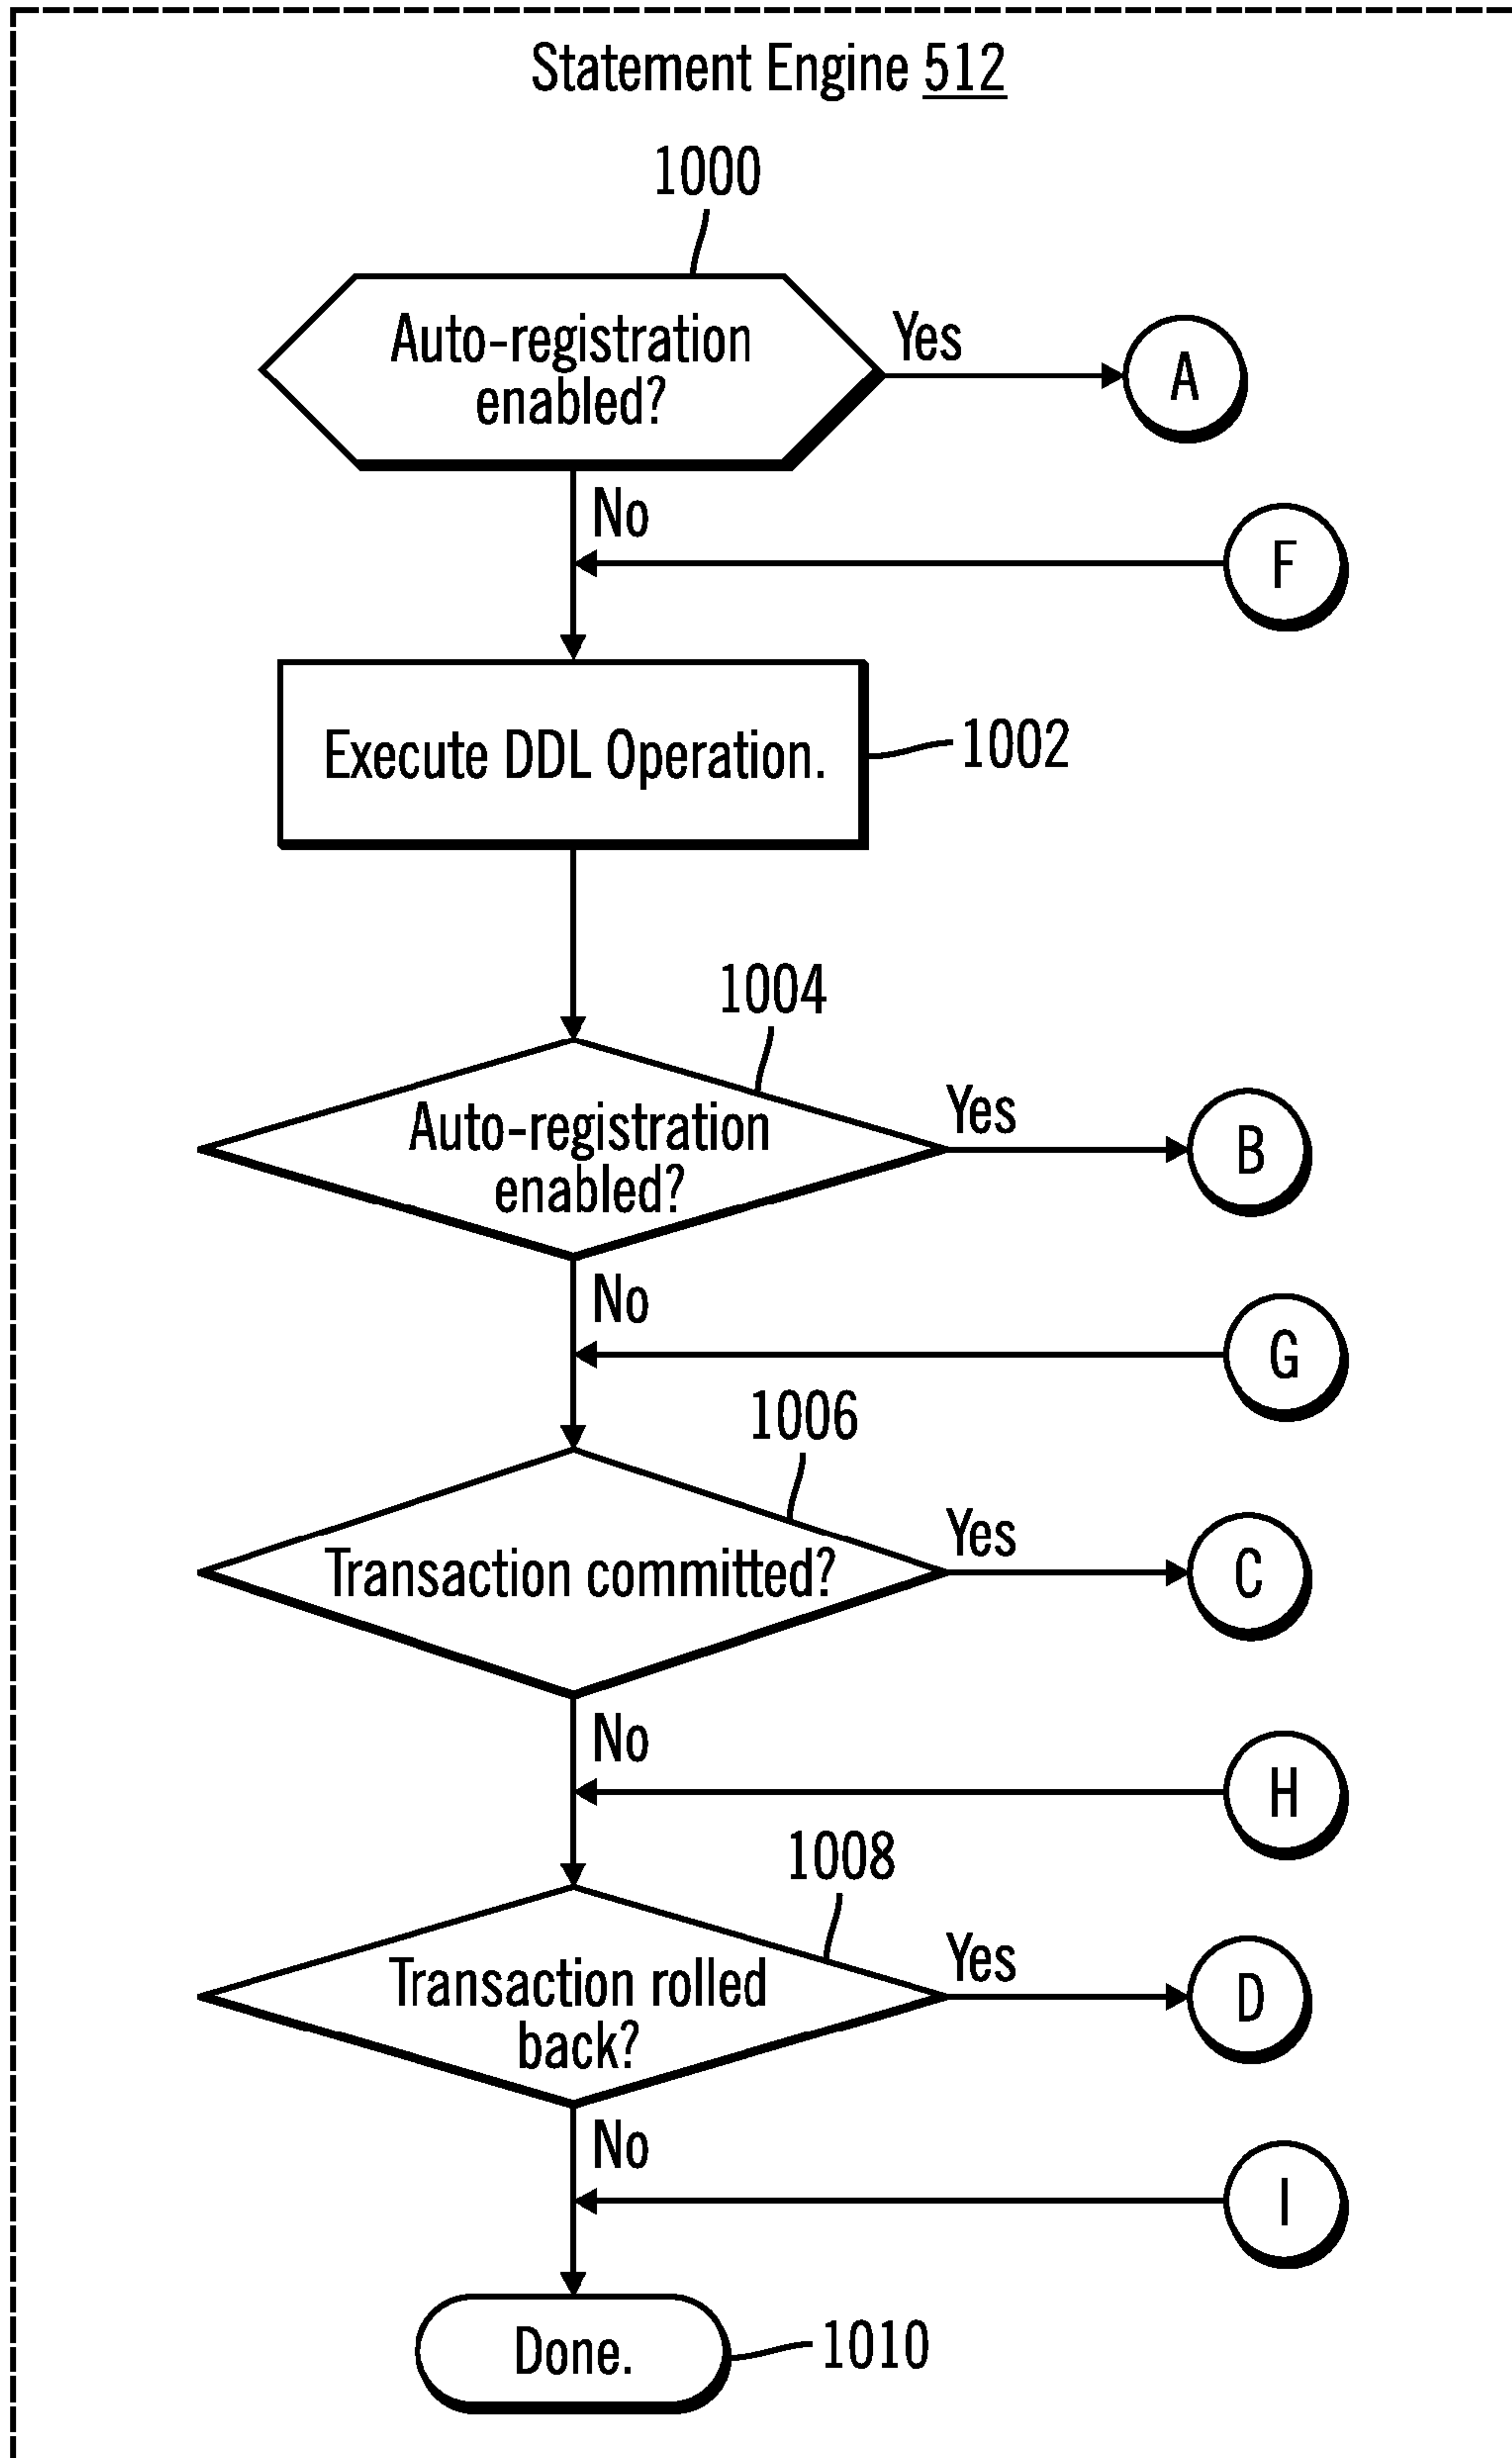 Statement Engine 512
1000
Auto-registration
enabled?
Yes
A
No
F
Execute DDL Operation.
1002
1004
Auto-registration
enabled?
Yes
B
No
G
1006
Transaction committed?
Yes
C
No
H
1008
Transaction rolled
back?
Yes
D
No
I
Done.
1010